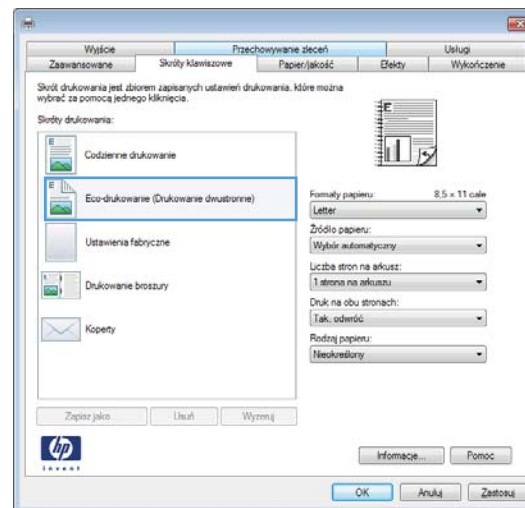 Wyjście
Przechowywanie zleceń
Usługi
Zaawansowane
Skróty klawiszowe
Papier/jakość
Efekty
Wykończenie
Skrót drukowania jest zbiorem zapisanych ustawień drukowania, które można
wybrać za pomocą jednego kliknięcia.
Skróty drukowania:
Codzienne drukowanie
Eco-drukowanie (Drukowanie dwustronne)
Ustawienia fabryczne
Drukowanie broszury
Koperty
Formaty papieru:
8,5 × 11 cale
Letter
Źródło papieru:
Wybór automatyczny
Liczba stron na arkusz:
1 strona na arkuszu
Druk na obu stronach:
Tak, odwróć
Rodzaj papieru:
Nieokreślony
Zapisz jako
Usuń
Wyzeruj
hp
invent
Informacje...
Pomoc
OK
Anuluj
Zastosuj